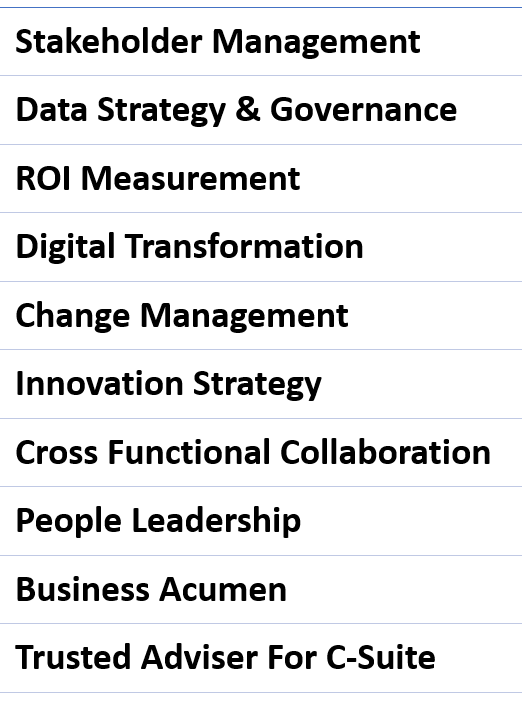 Stakeholder Management
Data Strategy & Governance
ROI Measurement
Digital Transformation
Change Management
Innovation Strategy
Cross Functional Collaboration
People Leadership
Business Acumen
Trusted Adviser For C-Suite